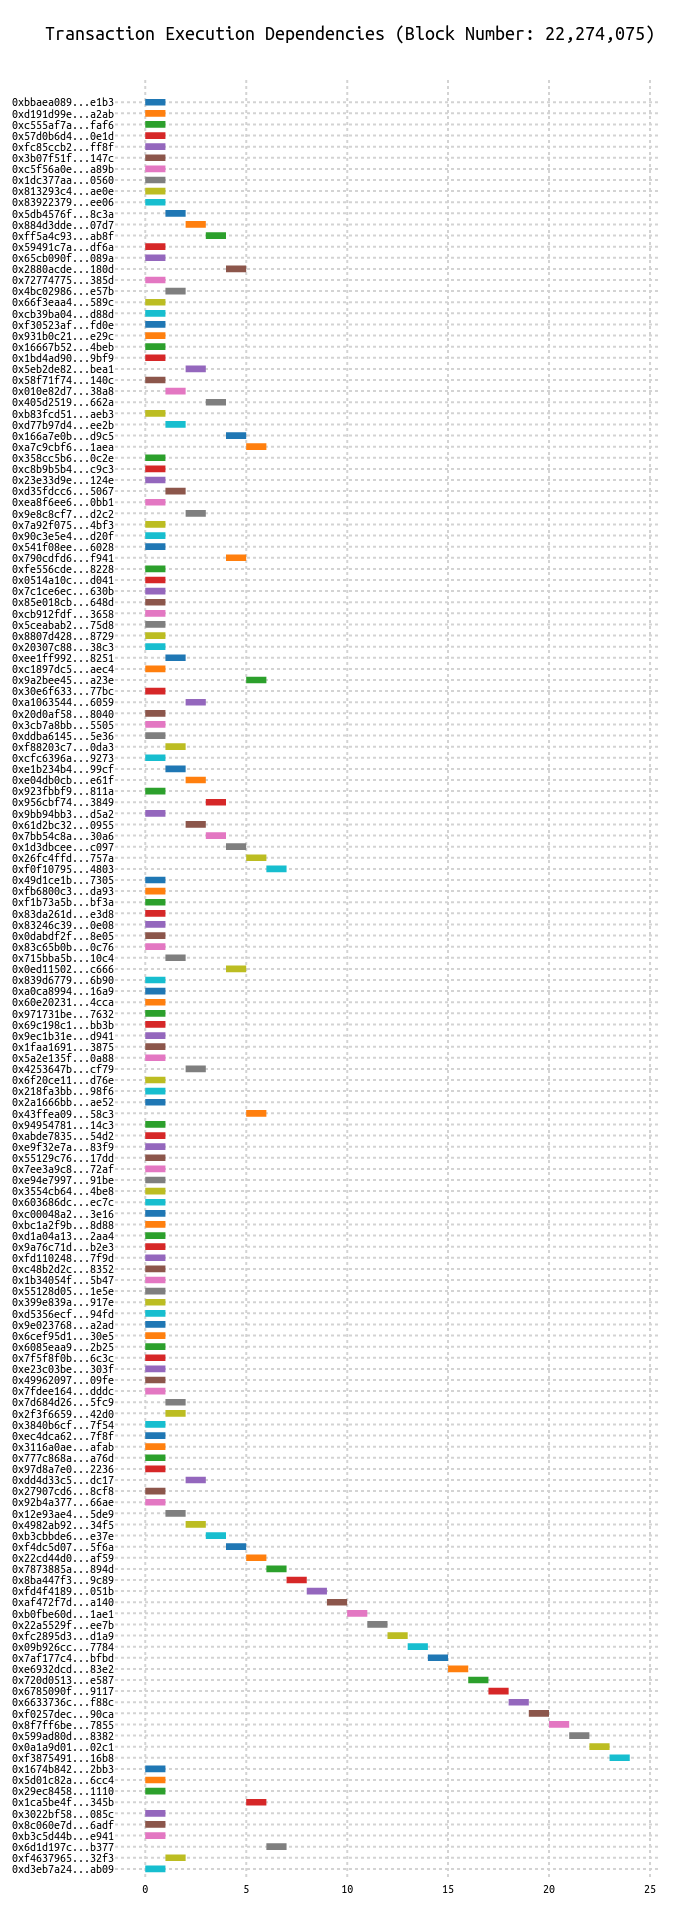 Transaction Execution Dependencies (Block Number: 22,274,075)
0xbbaea089...e1b3
0xd191d99e...a2ab
0xc555af7a...faf6
0x57d0b6d4...0e1d
0xfc85ccb2...ff8f
0x3b07f51f...147c
0xc5f56a0e...a89b
0x1dc377aa...0560
0x813293c4...ae0e
0x83922379...ee06
0x5db4576f...8c3a
0x884d3dde...07d7
0xff5a4c93...ab8f
0x59491c7a...df6a
0x65cb090f...089a
0x2880acde...180d
0x72774775...385d
0x4bc02986...e57b
0x66f3eaa4...589c
0xcb39ba04...d88d
0xf30523af...fd0e
0x931b0c21...e29c
0x16667b52...4beb
0x1bd4ad90...9bf9
0x5eb2de82...bea1
0x58f71f74...140c
0x010e82d7...38a8
0x405d2519...662a
0xb83fcd51...aeb3
0xd77b97d4...ee2b
0x166a7e0b...d9c5
0xa7c9cbf6...1aea
0x358cc5b6...0c2e
0xc8b9b5b4...c9c3
0x23e33d9e...124e
0xd35fdcc6...5067
0xea8f6ee6...0bb1
0x9e8c8cf7...d2c2
0x7a92f075...4bf3
0x90c3e5e4...d20f
0x541f08ee...6028
0x790cdfd6...f941
0xfe556cde...8228
0x0514a10c...d041
0x7c1ce6ec...630b
0x85e018cb...648d
0xcb912fdf...3658
0x5ceabab2...75d8
0x8807d428...8729
0x20307c88...38c3
0xee1ff992...8251
0xc1897dc5...aec4
0x9a2bee45...a23e
0x30e6f633...77bc
0xa1063544...6059
0x20d0af58...8040
0x3cb7a8bb...5505
0xddba6145...5e36
0xf88203c7...0da3
0xcfc6396a...9273
0xe1b234b4...99cf
0xe04db0cb...e61f
0x923fbbf9...811a
0x956cbf74...3849
0x9bb94bb3...d5a2
0x61d2bc32...0955
0x7bb54c8a...30a6
0x1d3dbcee...c097
0x26fc4ffd...757a
0xf0f10795...4803
0x49d1ce1b...7305
0xfb6800c3...da93
0xf1b73a5b...bf3a
0x83da261d...e3d8
0x83246c39...0e08
0x0dabdf2f...8e05
0x83c65b0b...0c76
0x715bba5b...10c4
0x0ed11502...c666
0x839d6779...6b90
0xa0ca8994...16a9
0x60e20231...4cca
0x971731be...7632
0x69c198c1...bb3b
0x9ec1b31e...d941
0x1faa1691...3875
0x5a2e135f...0a88
0x4253647b...cf79
0x6f20ce11...d76e
0x218fa3bb...98f6
0x2a1666bb...ae52
0x43ffea09...58c3
0x94954781...14c3
0xabde7835...54d2
0xe9f32e7a...83f9
0x55129c76...17dd
0x7ee3a9c8...72af
0xe94e7997...91be
0x3554cb64...4be8
0x603686dc...ec7c
0xc00048a2...3e16
0xbc1a2f9b...8d88
0xd1a04a13...2aa4
0x9a76c71d...b2e3
0xfd110248...7f9d
0xc48b2d2c...8352
0x1b34054f...5b47
0x55128d05...1e5e
0x399e839a...917e
0xd5356ecf...94fd
0x9e023768...a2ad
0x6cef95d1...30e5
0x6085eaa9...2b25
0x7f5f8f0b...6c3c
0xe23c03be...303f
0x49962097...09fe
0x7fdee164...dddc
0x7d684d26...5fc9
0x2f3f6659...42d0
0x3840b6cf...7f54
0xec4dca62...7f8f
0x3116a0ae...afab
0x777c868a...a76d
0x97d8a7e0...2236
0xdd4d33c5...dc17
0x27907cd6...8cf8
0x92b4a377...66ae
0x12e93ae4...5de9
0x4982ab92...34f5
0xb3cbbde6...e37e
0xf4dc5d07...5f6a
0x22cd44d0...af59
0x7873885a...894d
0x8ba447f3...9c89
0xfd4f4189...051b
0xaf472f7d...a140
0xb0fbe60d...1ae1
0x22a5529f...ee7b
0xfc2895d3...d1a9
0x09b926cc...7784
0x7af177c4...bfbd
0xe6932dcd...83e2
0x720d0513...e587
0x6785090f...9117
0x6633736c...f88c
0xf0257dec...90ca
0x8f7ff6be...7855
0x599ad80d...8382
0x0a1a9d01...02c1
0xf3875491...16b8
0x1674b842...2bb3
0x5d01c82a...6cc4
0x29ec8458...1110
0x1ca5be4f...345b
0x3022bf58...085c
0x8c060e7d...6adf
0xb3c5d44b...e941
0x6d1d197c...b377
0xf4637965...32f3
0xd3eb7a24...ab09
0 5 10 15 20 25